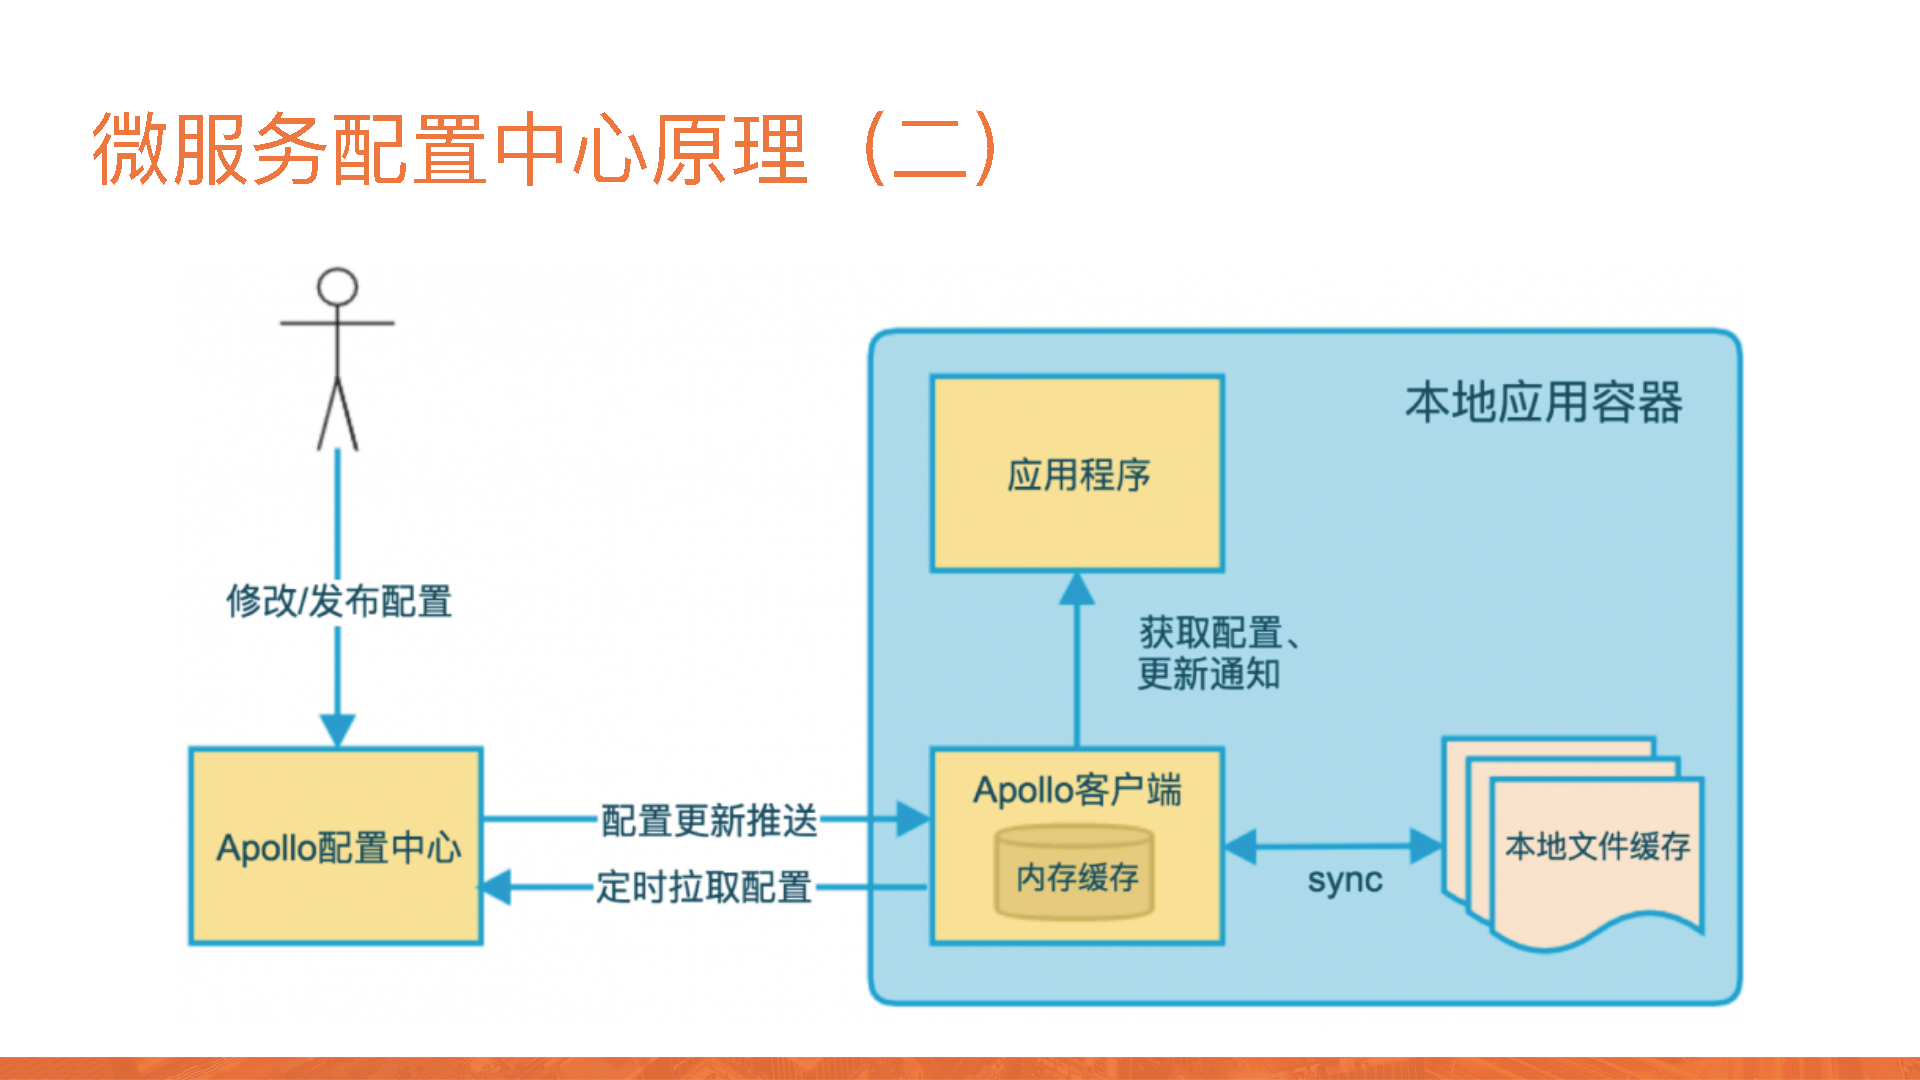 微服务配置中心原理（二）
本地应用容器
应用程序
修改/发布配置
获取配置、
更新通知
Apollo配置中心
配置更新推送
定时拉取配置
Apollo客户端
内存缓存
sync
本地文件缓存